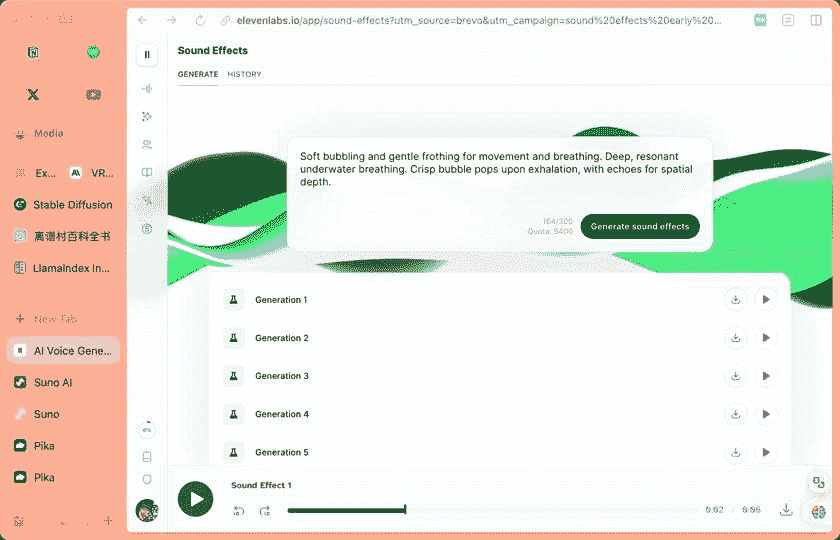 elevenlabs.io/app/sound-effects?utm_source=brevo&utm_campaign=sound%20effects%20early%20...
Media
Ex...
VR...
Stable Diffusion
离谱村百科全书
LlamaIndex In...
New Tab
AI Voice Gene...
Suno AI
Suno
Pika
Pika
Sound Effects
GENERATE HISTORY
Soft bubbling and gentle frothing for movement and breathing. Deep, resonant
underwater breathing. Crisp bubble pops upon exhalation, with echoes for spatial
depth.
164/300
Quota: 9400
Generate sound effects
Generation 1
Generation 2
Generation 3
Generation 4
Generation 5
Sound Effect 1
0:02 / 0:06